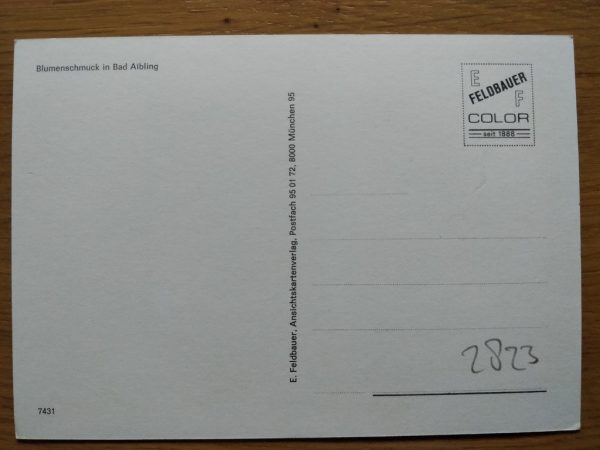 Blumenschmuck in Bad Aibling
E F
FELDBAUER
COLOR
seit 1888
E. Feldbauer, Ansichtskartenverlag, Postfach 95 01 72, 8000 München 95
2823
7431